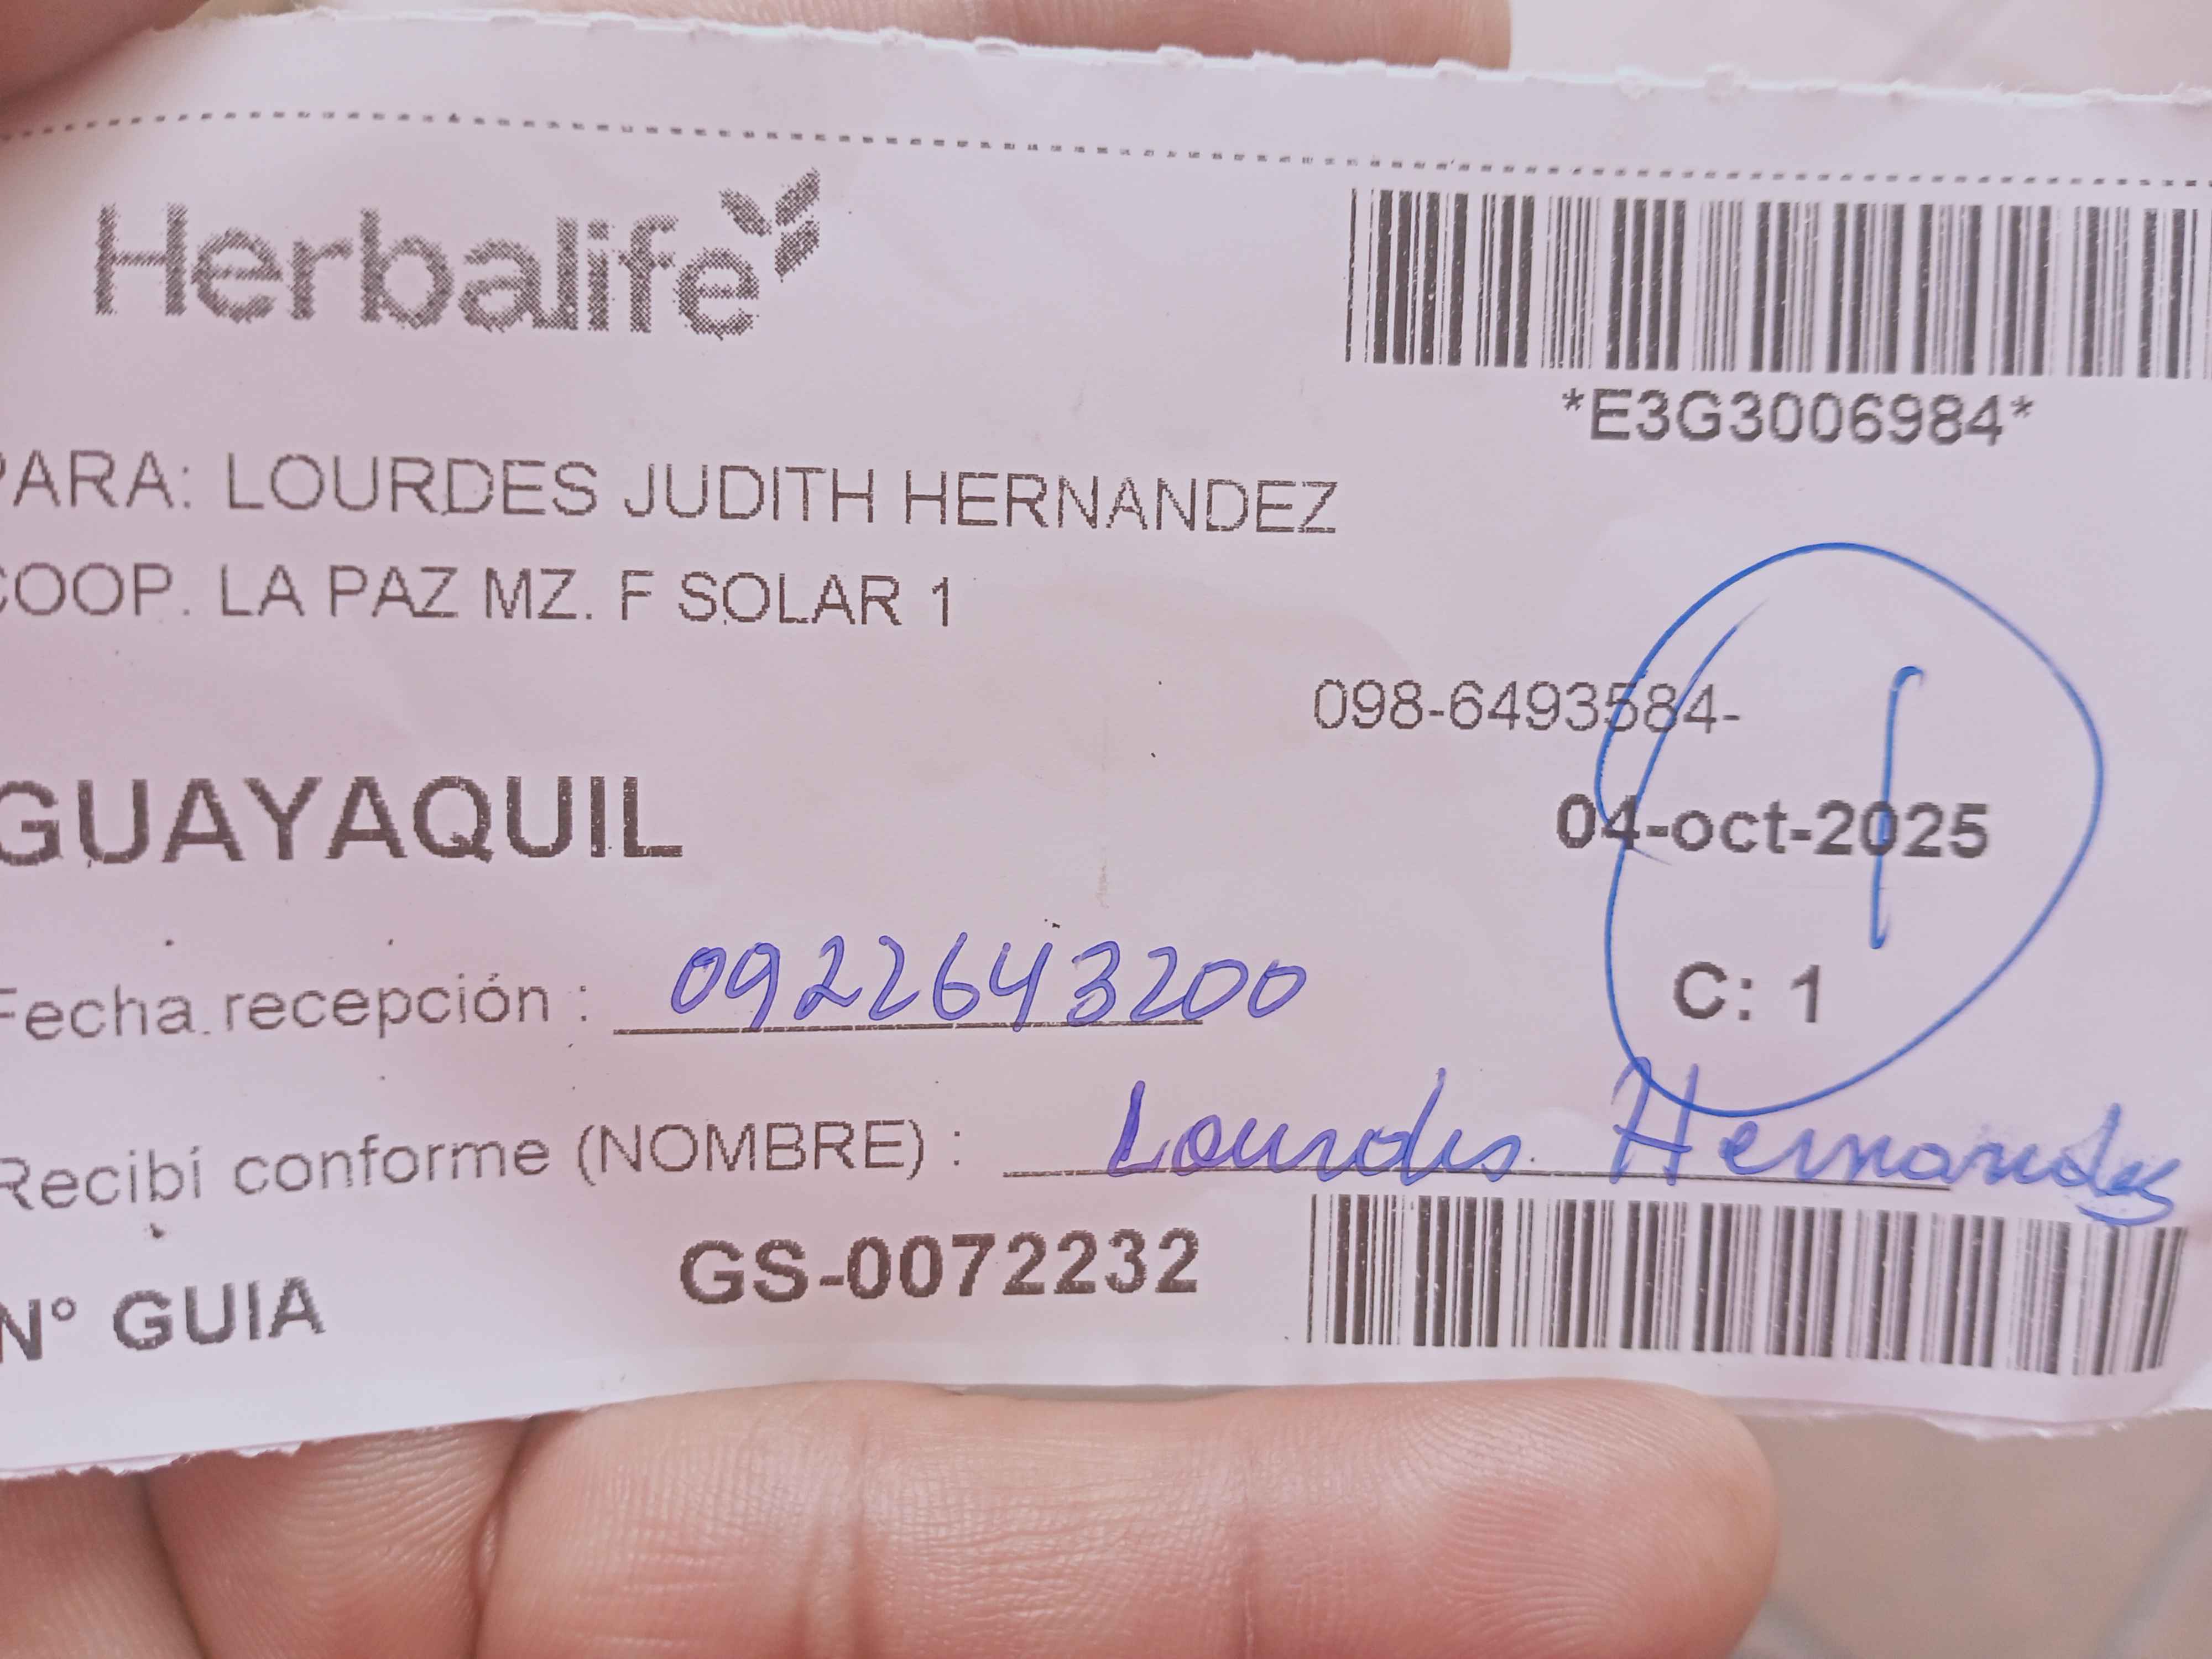 Herbalife
*E3G3006984*
PARA: LOURDES JUDITH HERNANDEZ
COOP. LA PAZ MZ. F SOLAR 1
098-6493584-
GUAYAQUIL
04-oct-2025
Fecha recepción : 0922643200
C: 1
Recibí conforme (NOMBRE) : Lourdes Hernandez
N° GUIA GS-0072232